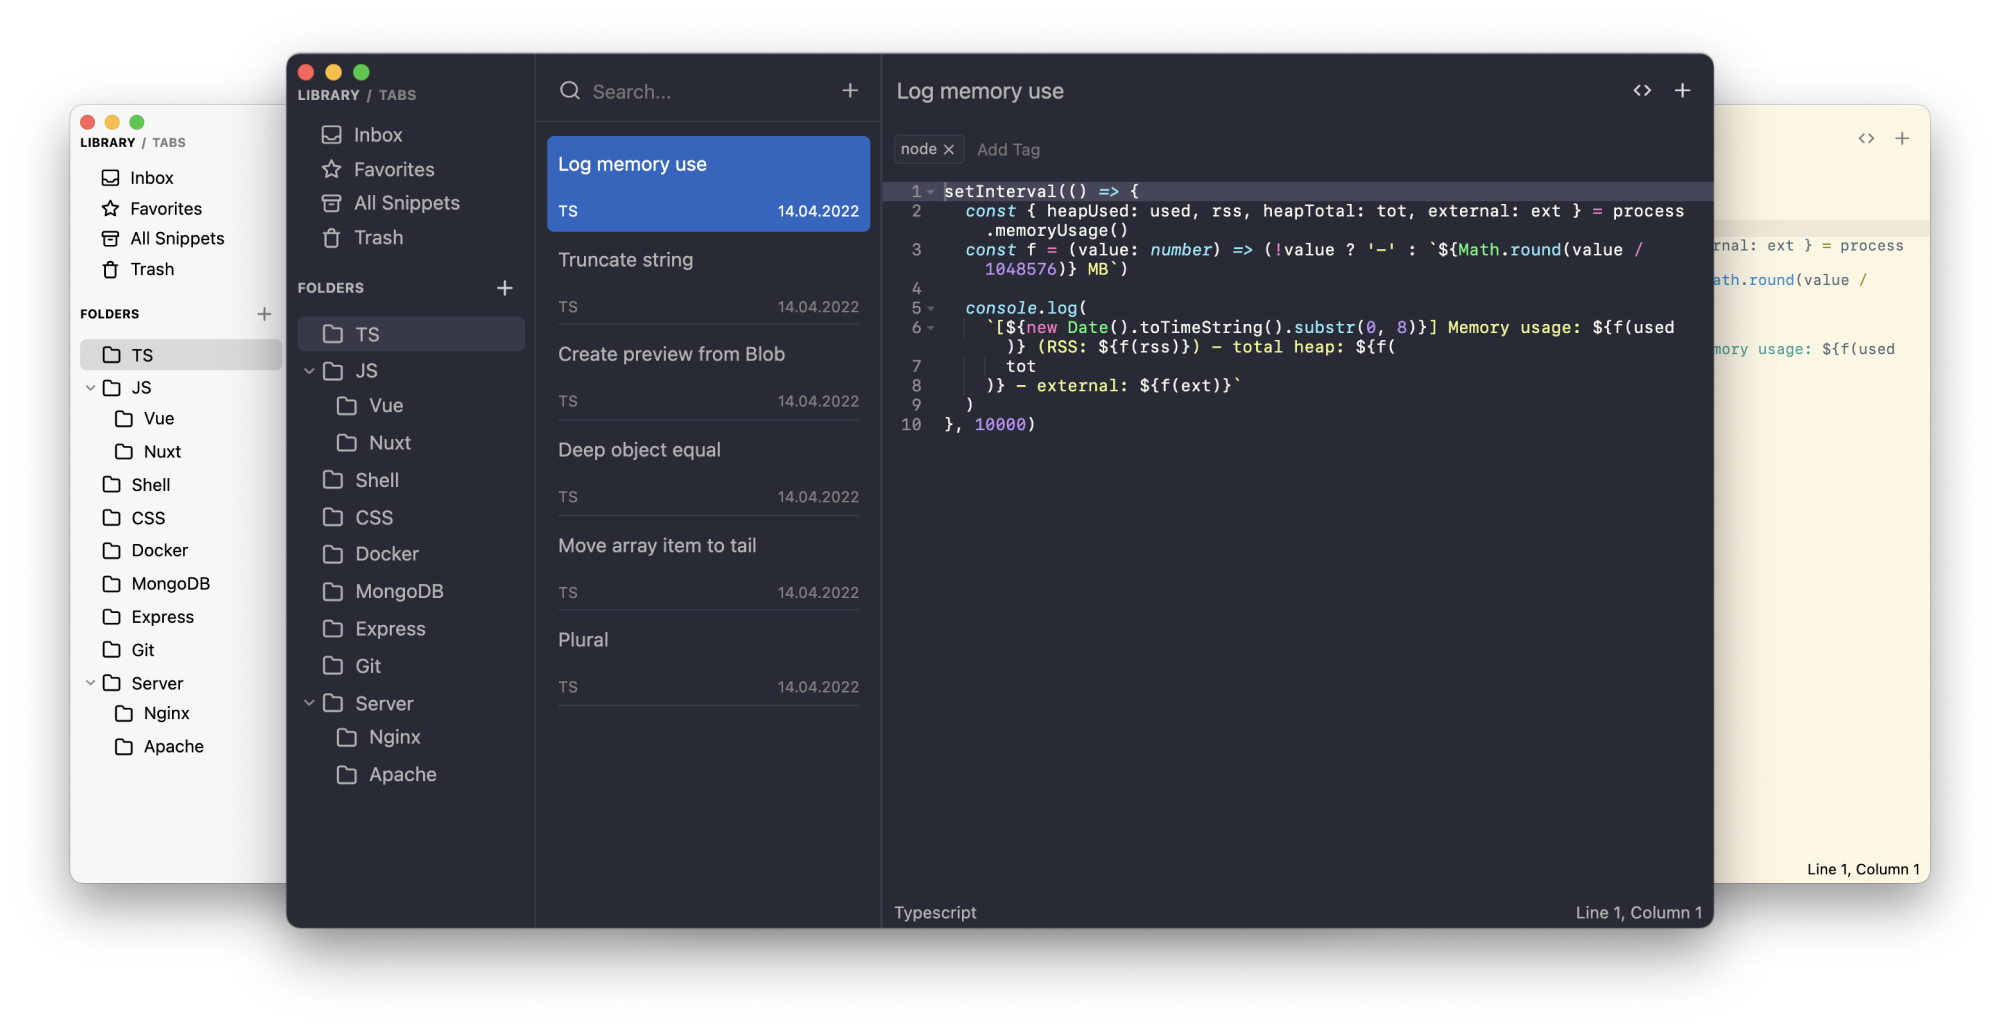 LIBRARY / TABS
Inbox
Favorites
All Snippets
Trash
FOLDERS
TS
JS
Vue
Nuxt
Shell
CSS
Docker
MongoDB
Express
Git
Server
Nginx
Apache
LIBRARY / TABS
Inbox
Favorites
All Snippets
Trash
FOLDERS
TS
JS
Vue
Nuxt
Shell
CSS
Docker
MongoDB
Express
Git
Server
Nginx
Apache
Search...
Log memory use
TS 14.04.2022
Truncate string
TS 14.04.2022
Create preview from Blob
TS 14.04.2022
Deep object equal
TS 14.04.2022
Move array item to tail
TS 14.04.2022
Plural
TS 14.04.2022
Log memory use
node
Add Tag
1 setInterval(() => {
2 const { heapUsed: used, rss, heapTotal: tot, external: ext } = process
.memoryUsage()
3 const f = (value: number) => (!value ? '-' : `${Math.round(value /
1048576)} MB`)
4
5 console.log(
6 `[${new Date().toTimeString().substr(0, 8)}] Memory usage: ${f(used
)} (RSS: ${f(rss)}) - total heap: ${f(
7 tot
8 )} - external: ${f(ext)}`
9 )
10 }, 10000)
Typescript
Line 1, Column 1
rnal: ext } = process
ath.round(value /
mory usage: ${f(used
Line 1, Column 1